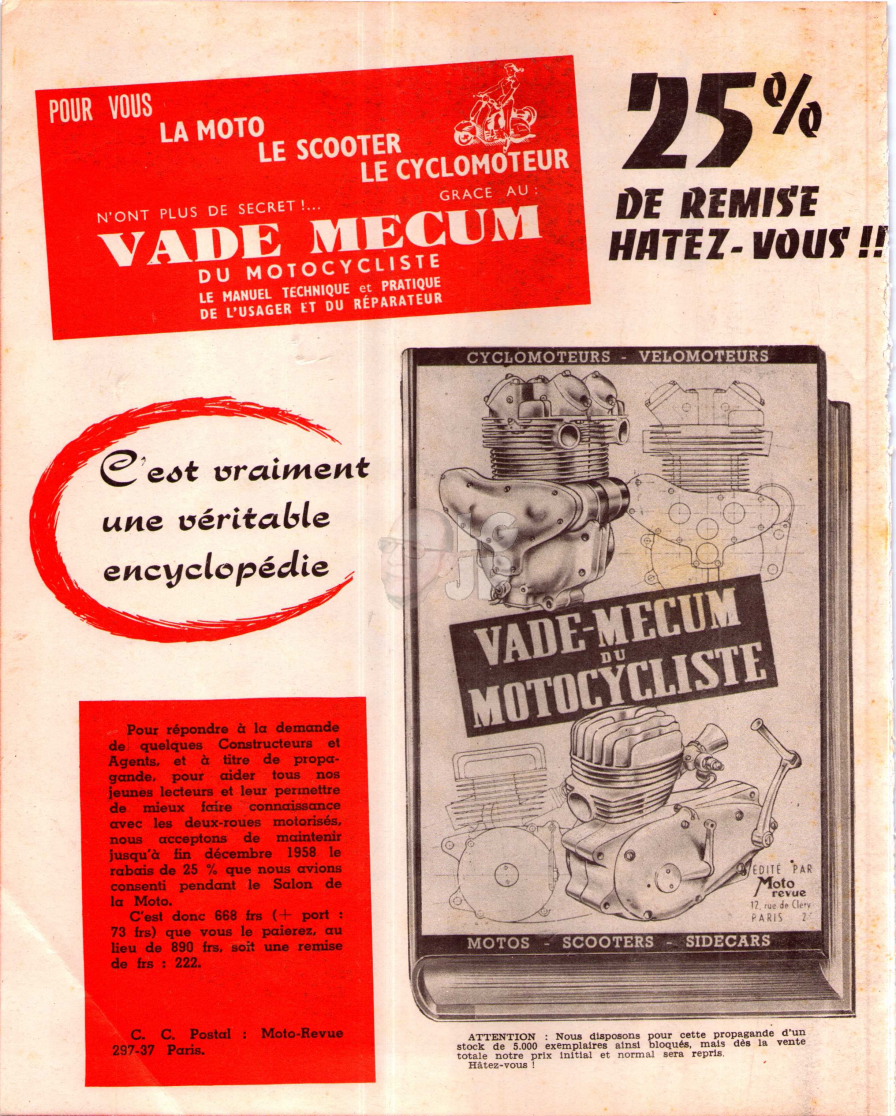 POUR VOUS
LA MOTO
LE SCOOTER
LE CYCLOMOTEUR
N'ONT PLUS DE SECRET !...
GRACE AU :
VADE MECUM
DU MOTOCYCLISTE
LE MANUEL TECHNIQUE et PRATIQUE
DE L'USAGER ET DU RÉPARATEUR
25%
DE REMISE
HATEZ-VOUS !!
C'est vraiment
une véritable
encyclopédie
CYCLOMOTEURS - VELOMOTEURS
VADE-MECUM
DU
MOTOCYCLISTE
EDITE PAR
Moto
revue
12, rue de Clery
PARIS 2
MOTOS - SCOOTERS - SIDECARS
Pour répondre à la demande
de quelques Constructeurs et
Agents, et à titre de propa-
gande, pour aider tous nos
jeunes lecteurs et leur permettre
de mieux faire connaissance
avec les deux-roues motorisés,
nous acceptons de maintenir
jusqu'à fin décembre 1958 le
rabais de 25 % que nous avions
consenti pendant le Salon de
la Moto.
C'est donc 668 frs (+ port :
73 frs) que vous le paierez, au
lieu de 890 frs, soit une remise
de frs : 222.
C. C. Postal : Moto-Revue
297-37 Paris.
ATTENTION : Nous disposons pour cette propagande d'un
stock de 5.000 exemplaires ainsi bloqués, mais dés la vente
totale notre prix initial et normal sera repris.
Hâtez-vous !